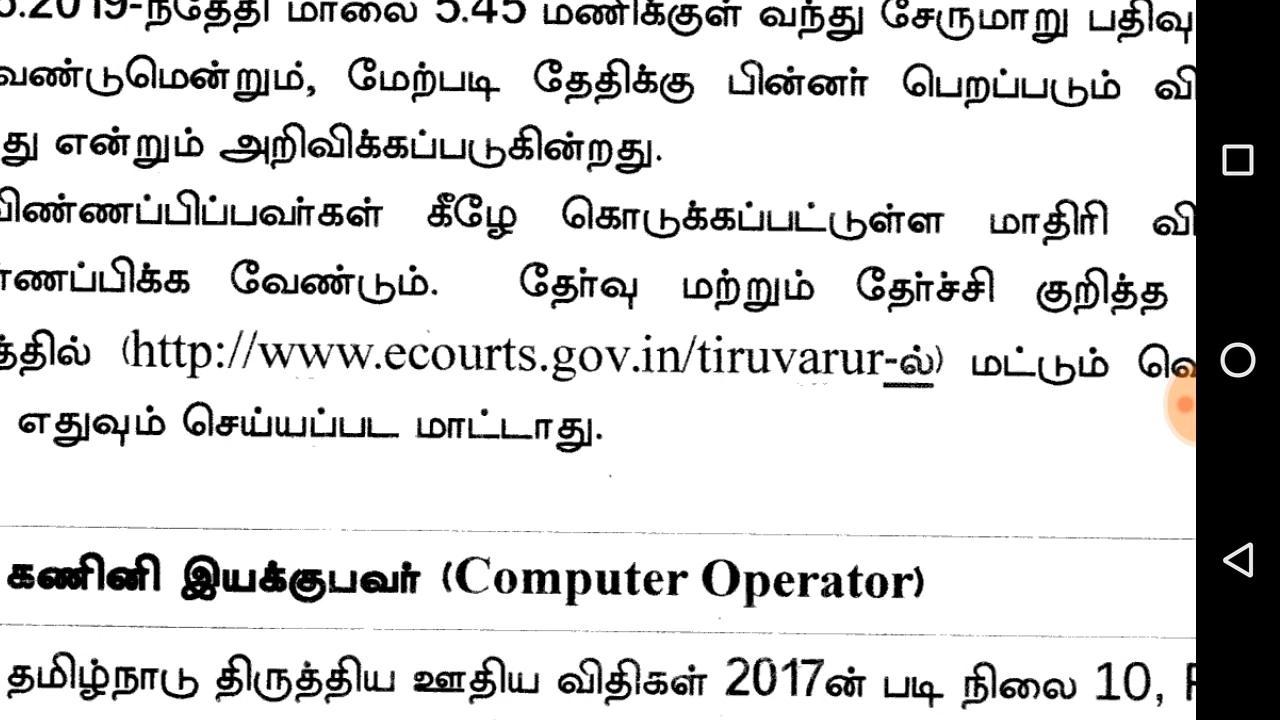 .2019-ந்தேதி மாலை 5.45 மணிக்குள் வந்து சேருமாறு பதிவு
வேண்டுமென்றும், மேற்படி தேதிக்கு பின்னர் பெறப்படும் வி
து என்றும் அறிவிக்கப்படுகின்றது.
விண்ணப்பிப்பவர்கள் கீழே கொடுக்கப்பட்டுள்ள மாதிரி வி
ண்ணப்பிக்க வேண்டும். தேர்வு மற்றும் தேர்ச்சி குறித்த
த்தில் (http://www.ecourts.gov.in/tiruvarur-ல்) மட்டும் வெ
எதுவும் செய்யப்பட மாட்டாது.
கணினி இயக்குபவர் (Computer Operator)
தமிழ்நாடு திருத்திய ஊதிய விதிகள் 2017ன் படி நிலை 10,